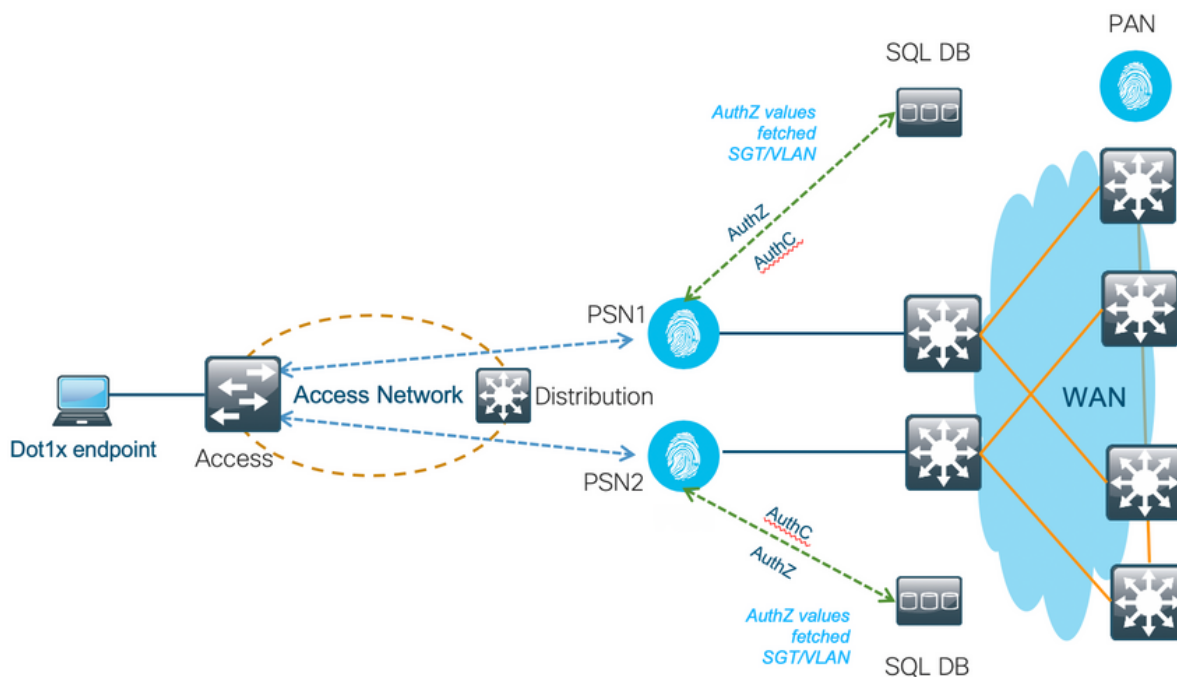 PAN
SQL DB
AuthZ values
fetched
SGT/VLAN
AuthZ
AuthC
PSN1
Access Network
Distribution
WAN
Dot1x endpoint
Access
PSN2
AuthC
AuthZ
AuthZ values
fetched
SGT/VLAN
SQL DB